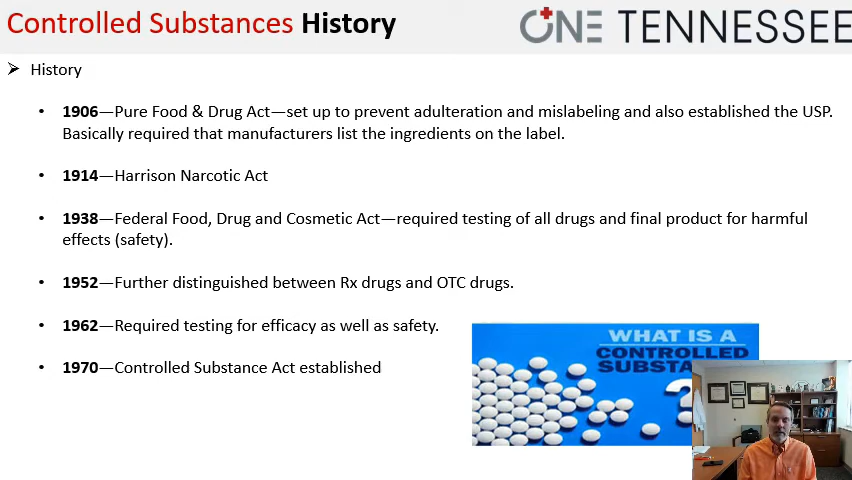 Controlled Substances History
ONE TENNESSEE
History
1906—Pure Food & Drug Act—set up to prevent adulteration and mislabeling and also established the USP.
Basically required that manufacturers list the ingredients on the label.
1914—Harrison Narcotic Act
1938—Federal Food, Drug and Cosmetic Act—required testing of all drugs and final product for harmful
effects (safety).
1952—Further distinguished between Rx drugs and OTC drugs.
1962—Required testing for efficacy as well as safety.
1970—Controlled Substance Act established
WHAT IS A
CONTROLLED